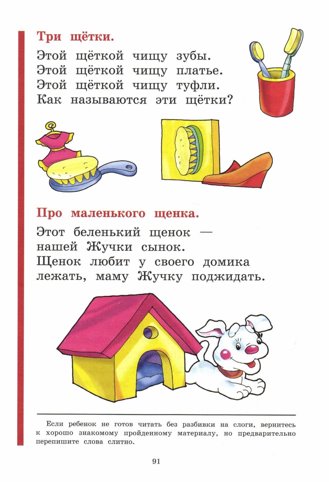 Три щётки.
Этой щёткой чищу зубы.
Этой щёткой чищу платье.
Этой щёткой чищу туфли.
Как называются эти щётки?
Про маленького щенка.
Этот беленький щенок —
нашей Жучки сынок.
Щенок любит у своего домика
лежать, маму Жучку поджидать.
Если ребенок не готов читать без разбивки на слоги, вернитесь
к хорошо знакомому пройденному материалу, но предварительно
перепишите слова слитно.
91